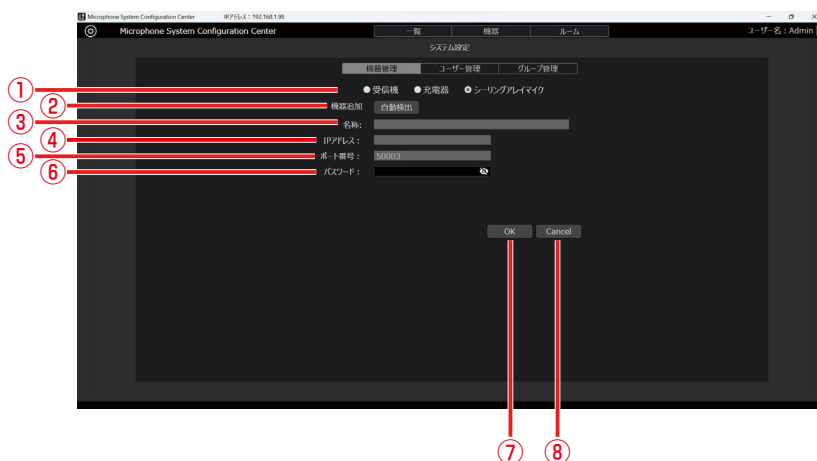 Microphone System Configuration Center IPアドレス：192.168.1.98
Microphone System Configuration Center 一覧 機器 ルーム ユーザー名：Admin
システム設定
機器管理 ユーザー管理 グループ管理
① 受信機 充電器 シーリングアレイマイク
② 機器追加 自動検出
③ 名称:
④ IPアドレス：
⑤ ポート番号： 50003
⑥ パスワード：
OK Cancel
⑦ ⑧